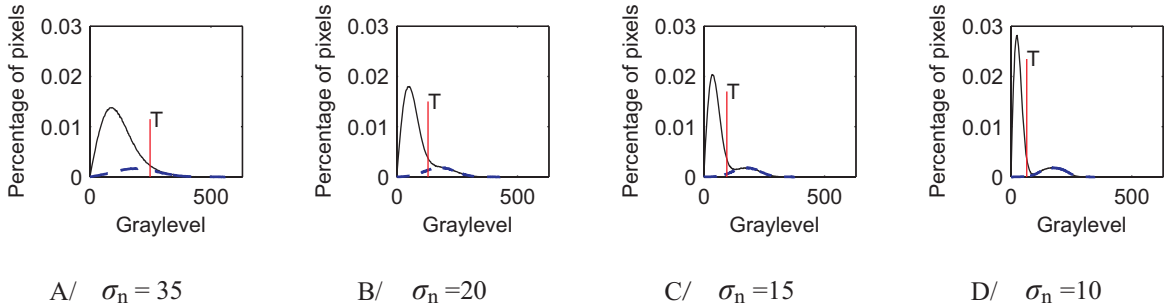 Percentage of pixels
0.03
0.02
0.01
0
T
0
500
Graylevel
A/ σn = 35
Percentage of pixels
0.03
0.02
0.01
0
T
0
500
Graylevel
B/ σn =20
Percentage of pixels
0.03
0.02
0.01
0
T
0
500
Graylevel
C/ σn =15
Percentage of pixels
0.03
0.02
0.01
0
T
0
500
Graylevel
D/ σn =10